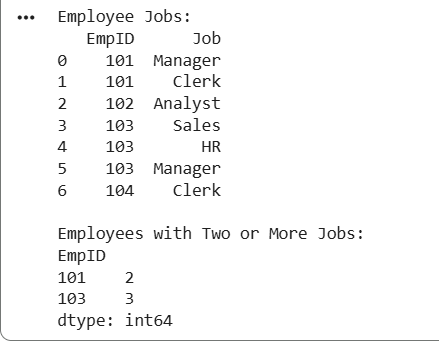 Employee Jobs:
EmpID Job
0 101 Manager
1 101 Clerk
2 102 Analyst
3 103 Sales
4 103 HR
5 103 Manager
6 104 Clerk
Employees with Two or More Jobs:
EmpID
101 2
103 3
dtype: int64